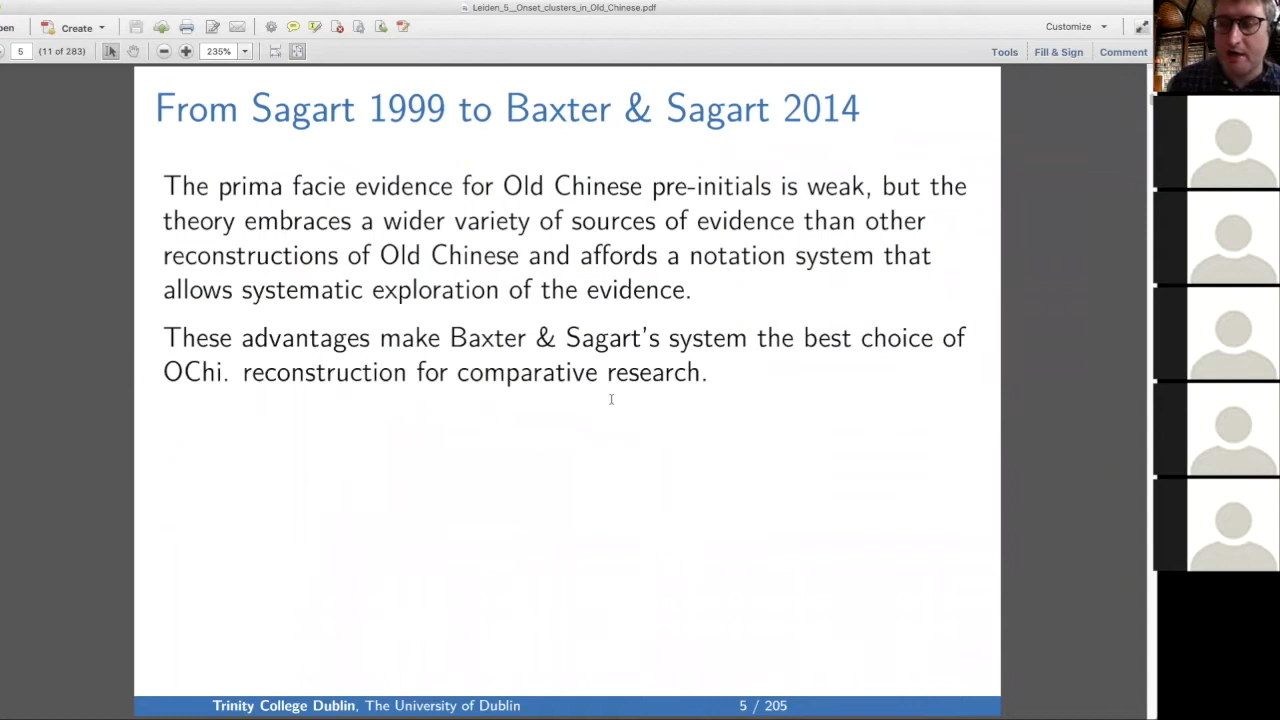 Leiden_5__Onset_clusters_in_Old_Chinese.pdf
pen
Create
Customize
5
(11 of 283)
235%
Tools
Fill & Sign
Comment
From Sagart 1999 to Baxter & Sagart 2014
The prima facie evidence for Old Chinese pre-initials is weak, but the
theory embraces a wider variety of sources of evidence than other
reconstructions of Old Chinese and affords a notation system that
allows systematic exploration of the evidence.
These advantages make Baxter & Sagart's system the best choice of
OChi. reconstruction for comparative research.
Trinity College Dublin, The University of Dublin
5 / 205